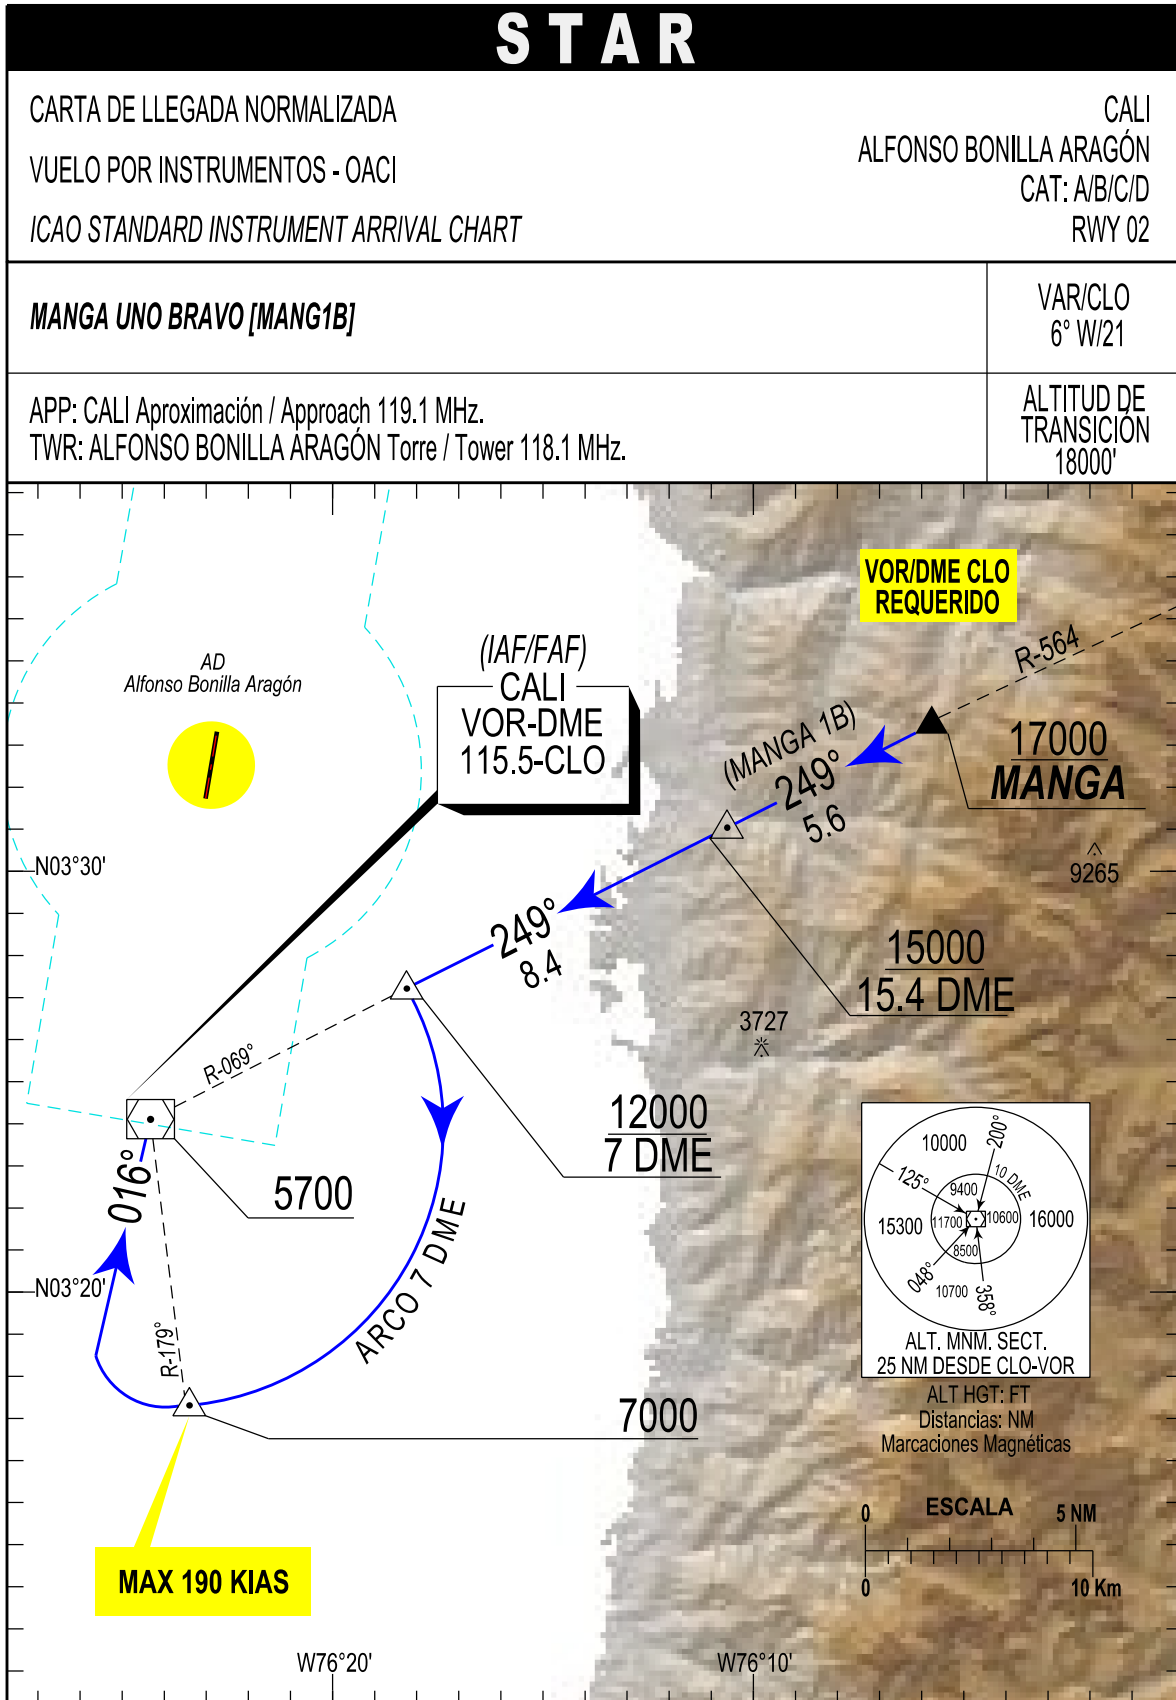 STAR
CARTA DE LLEGADA NORMALIZADA
VUELO POR INSTRUMENTOS - OACI
ICAO STANDARD INSTRUMENT ARRIVAL CHART
CALI
ALFONSO BONILLA ARAGÓN
CAT: A/B/C/D
RWY 02
MANGA UNO BRAVO [MANG1B]
VAR/CLO
6° W/21
APP: CALI Aproximación / Approach 119.1 MHz.
TWR: ALFONSO BONILLA ARAGÓN Torre / Tower 118.1 MHz.
ALTITUD DE
TRANSICIÓN
18000'
VOR/DME CLO
REQUERIDO
R-564
AD
Alfonso Bonilla Aragón
(IAF/FAF)
CALI
VOR-DME
115.5-CLO
(MANGA 1B)
249°
5.6
17000
MANGA
9265
N03°30'
249°
8.4
15000
15.4 DME
3727
R-069°
12000
7 DME
016°
5700
ARCO 7 DME
N03°20'
R-179°
7000
MAX 190 KIAS
10000
200°
125°
10 DME
9400
15300
11700
10600
16000
8500
048°
10700
358°
ALT. MNM. SECT.
25 NM DESDE CLO-VOR
ALT HGT: FT
Distancias: NM
Marcaciones Magnéticas
0
ESCALA
5 NM
0
10 Km
W76°20'
W76°10'